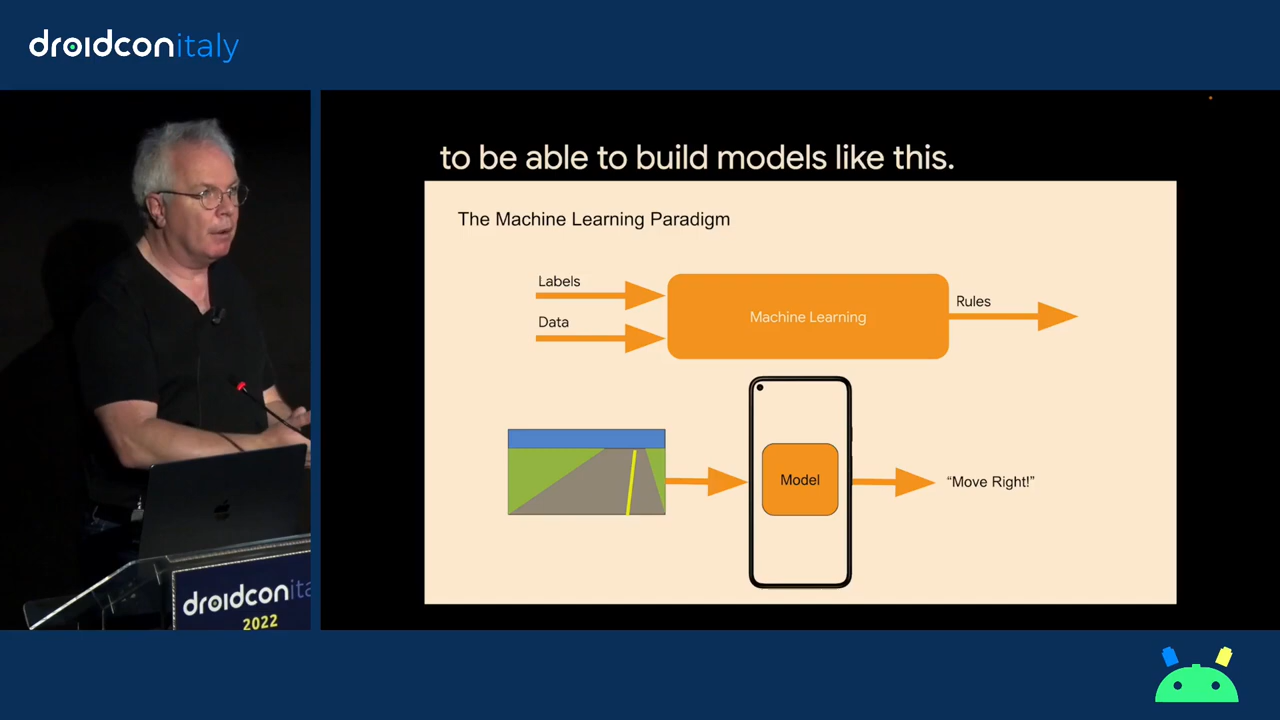 droidconitaly
to be able to build models like this.
The Machine Learning Paradigm
Labels
Data
Machine Learning
Rules
Model
“Move Right!”
droidconita
2022